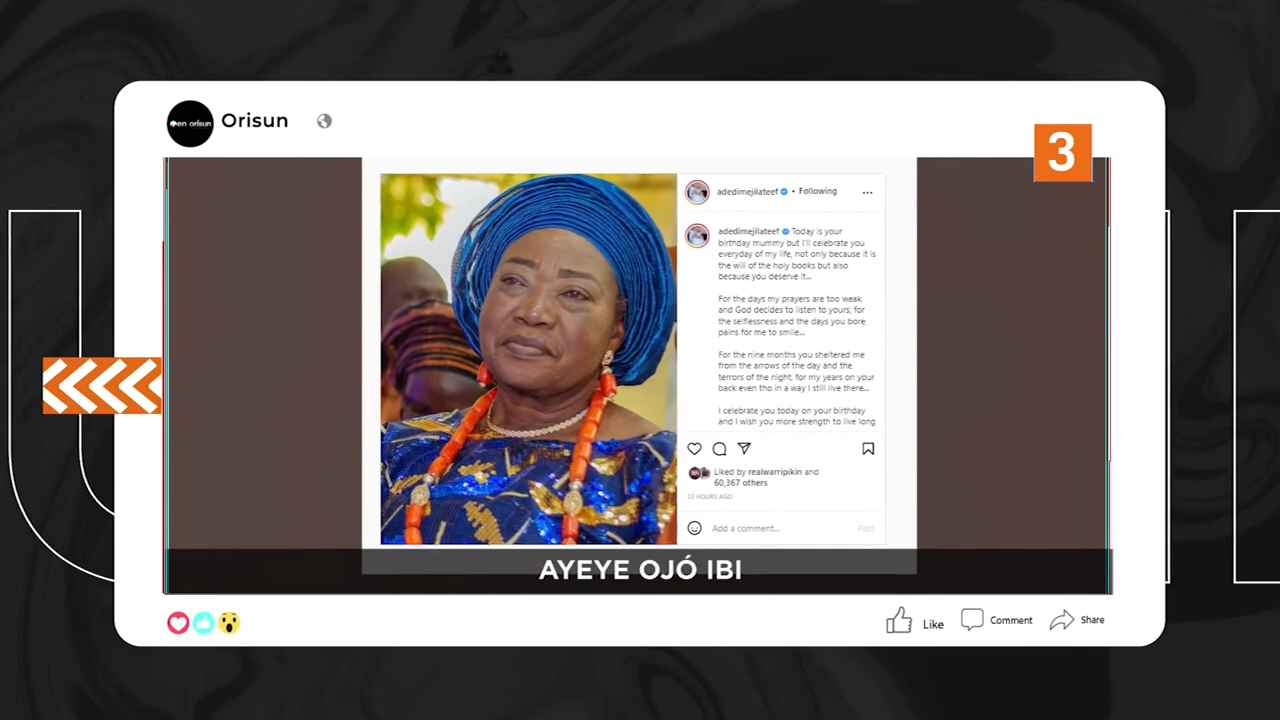 en orisun
Orisun
3
adedimejilateef • Following
adedimejilateef Today is your
birthday mummy but I'll celebrate you
everyday of my life, not only because it is
the will of the holy books but also
because you deserve it...
For the days my prayers are too weak
and God decides to listen to yours, for
the selflessness and the days you bore
pains for me to smile...
For the nine months you sheltered me
from the arrows of the day and the
terrors of the night, for my years on your
back even tho in a way I still live there...
I celebrate you today on your birthday
and I wish you more strength to live long
Liked by realwarripikin and
60,367 others
23 HOURS AGO
Add a comment...
Post
AYEYE OJÓ IBI
Like
Comment
Share